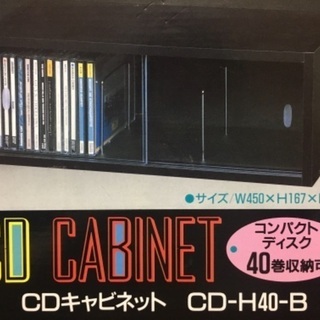 ●サイズ/W450×H167×
CD CABINET
コンパクト
ディスク
40巻収納可
CDキャビネット CD-H40-B